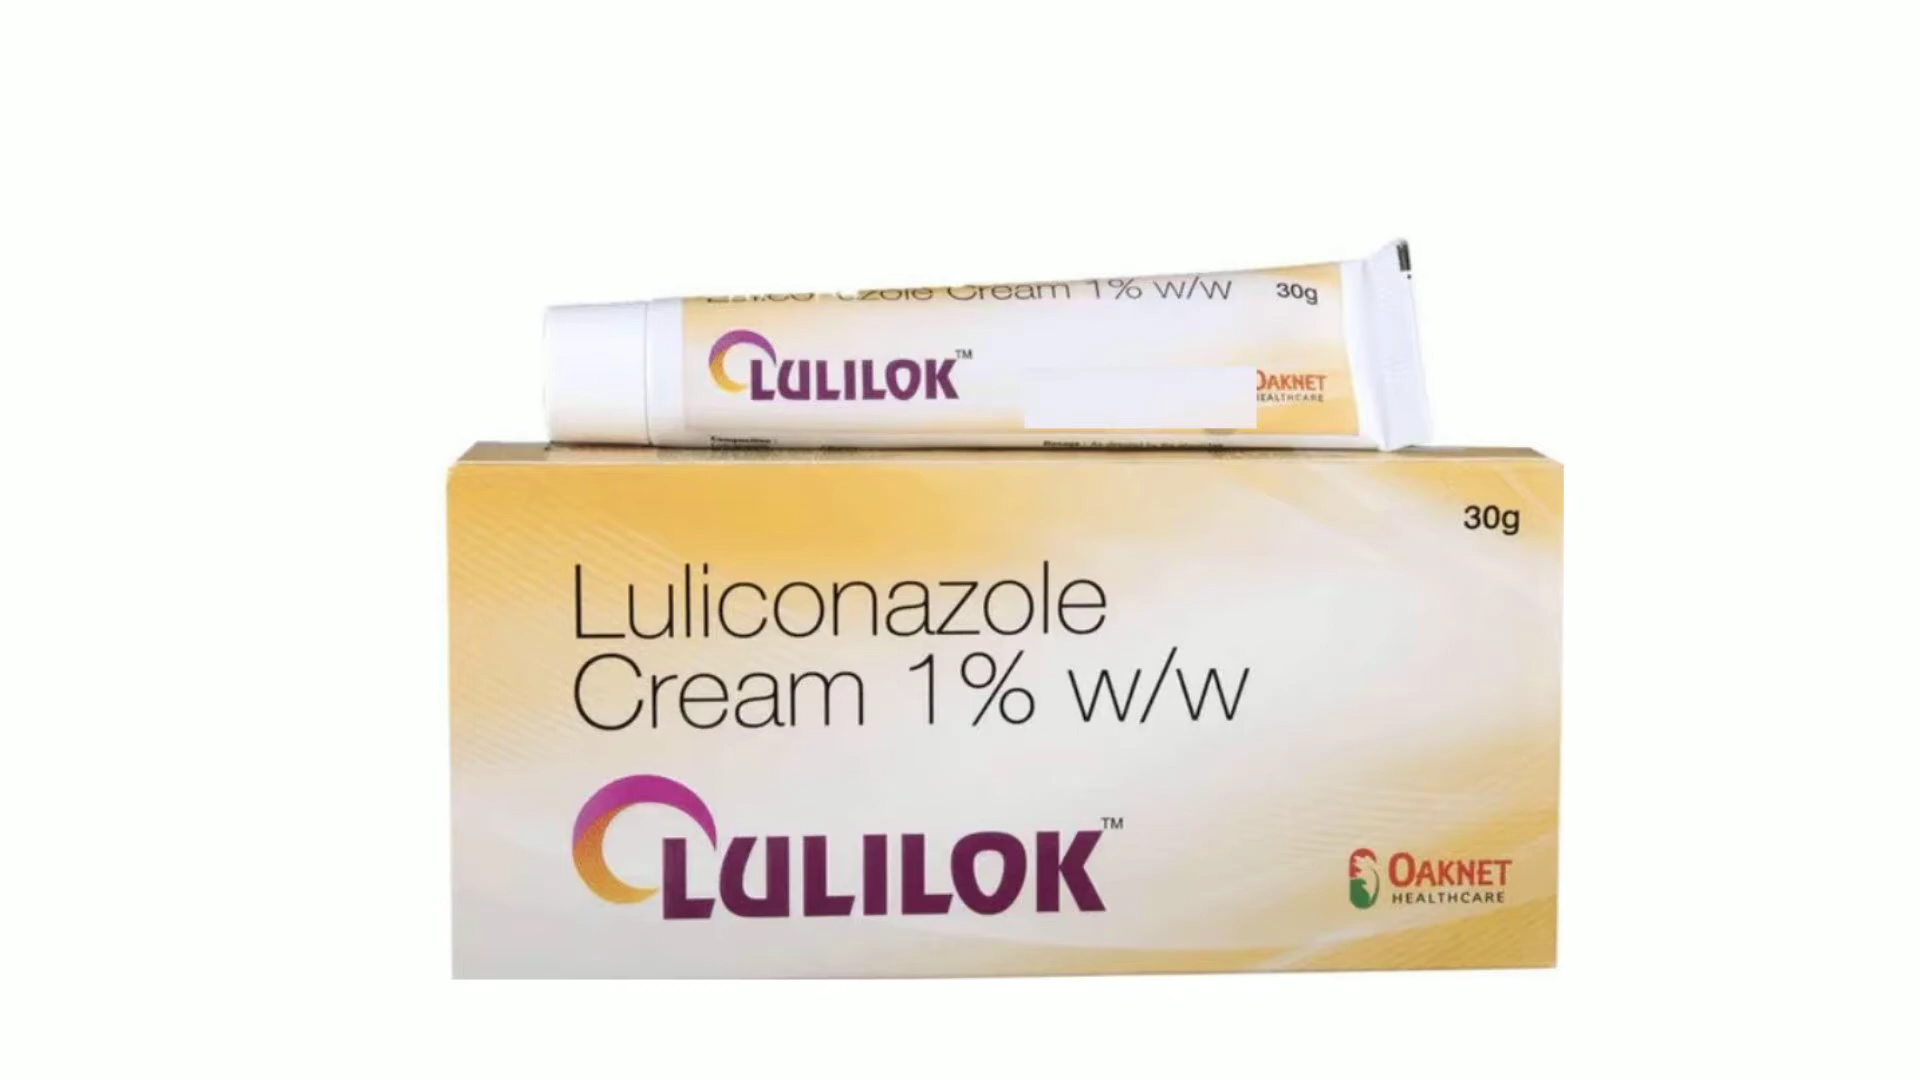 Cream 1% w/w 30g
LULILOK™
OAKNET
HEALTHCARE
30g
Luliconazole
Cream 1% w/w
LULILOK™
OAKNET
HEALTHCARE